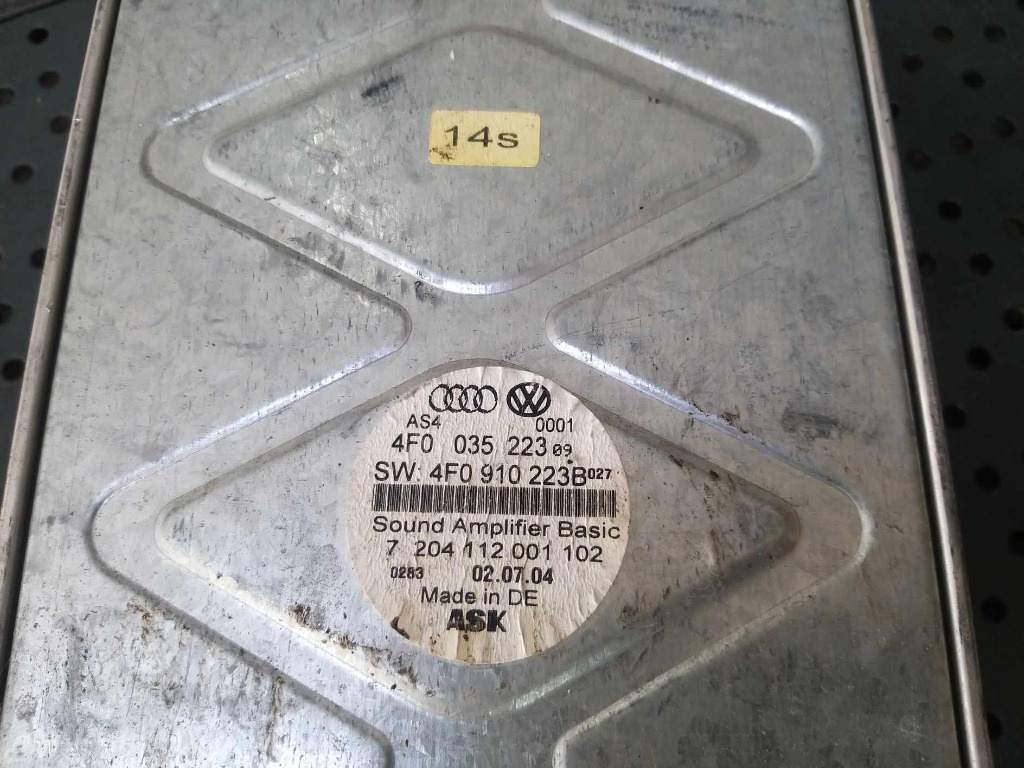 14s
AS4 0001
4F0 035 223 09
SW: 4F0 910 223B 027
Sound Amplifier Basic
7 204 112 001 102
0283 02.07.04
Made in DE
ASK